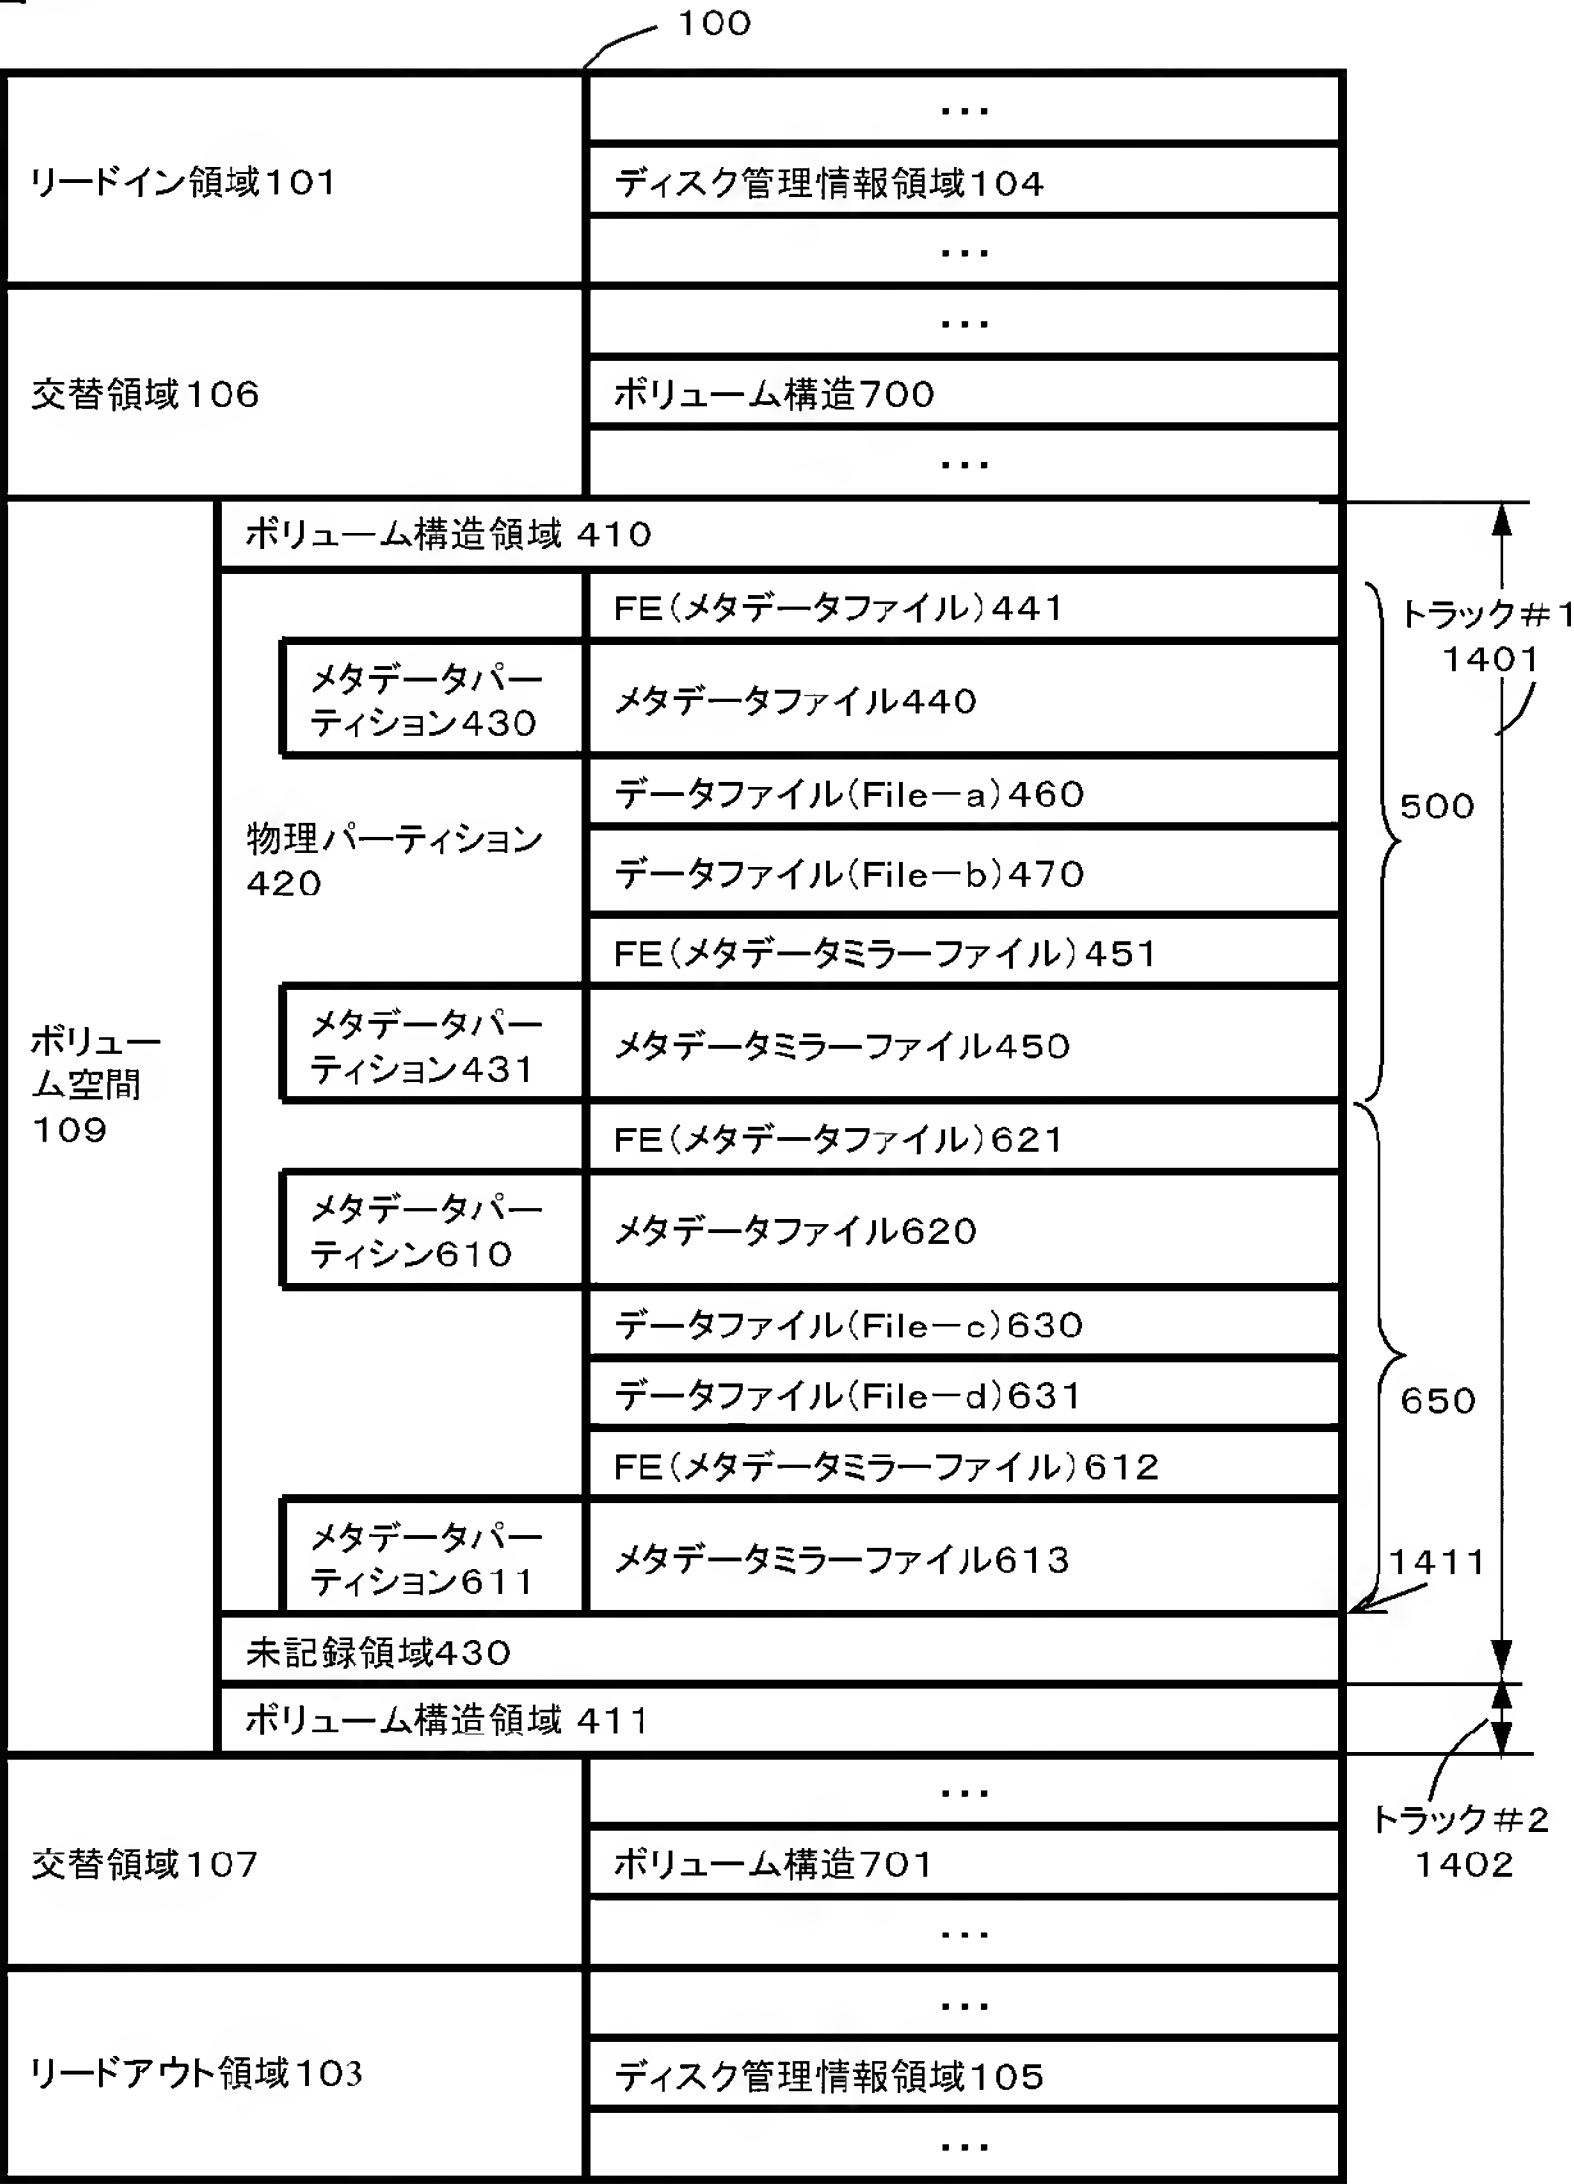 100
・・・
リードイン領域101
ディスク管理情報領域104
・・・
・・・
交替領域106
ボリューム構造700
・・・
ボリューム構造領域 410
FE(メタデータファイル)441
トラック#1
1401
メタデータパー
ティション430
メタデータファイル440
データファイル(File-a)460
500
物理パーティション
420
データファイル(File-b)470
FE(メタデータミラーファイル)451
ボリュー
ム空間
109
メタデータパー
ティション431
メタデータミラーファイル450
FE(メタデータファイル)621
メタデータパー
ティシン610
メタデータファイル620
データファイル(File-c)630
データファイル(File-d)631
650
FE(メタデータミラーファイル)612
メタデータパー
ティション611
メタデータミラーファイル613
1411
未記録領域430
ボリューム構造領域 411
・・・
トラック#2
1402
交替領域107
ボリューム構造701
・・・
・・・
リードアウト領域103
ディスク管理情報領域105
・・・